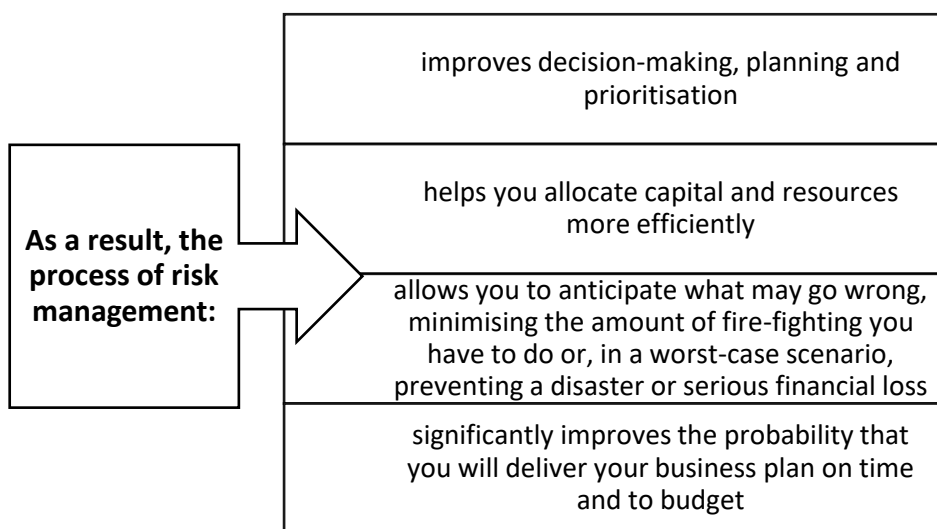 As a result, the
process of risk
management:
improves decision-making, planning and
prioritisation
helps you allocate capital and resources
more efficiently
allows you to anticipate what may go wrong,
minimising the amount of fire-fighting you
have to do or, in a worst-case scenario,
preventing a disaster or serious financial loss
significantly improves the probability that
you will deliver your business plan on time
and to budget